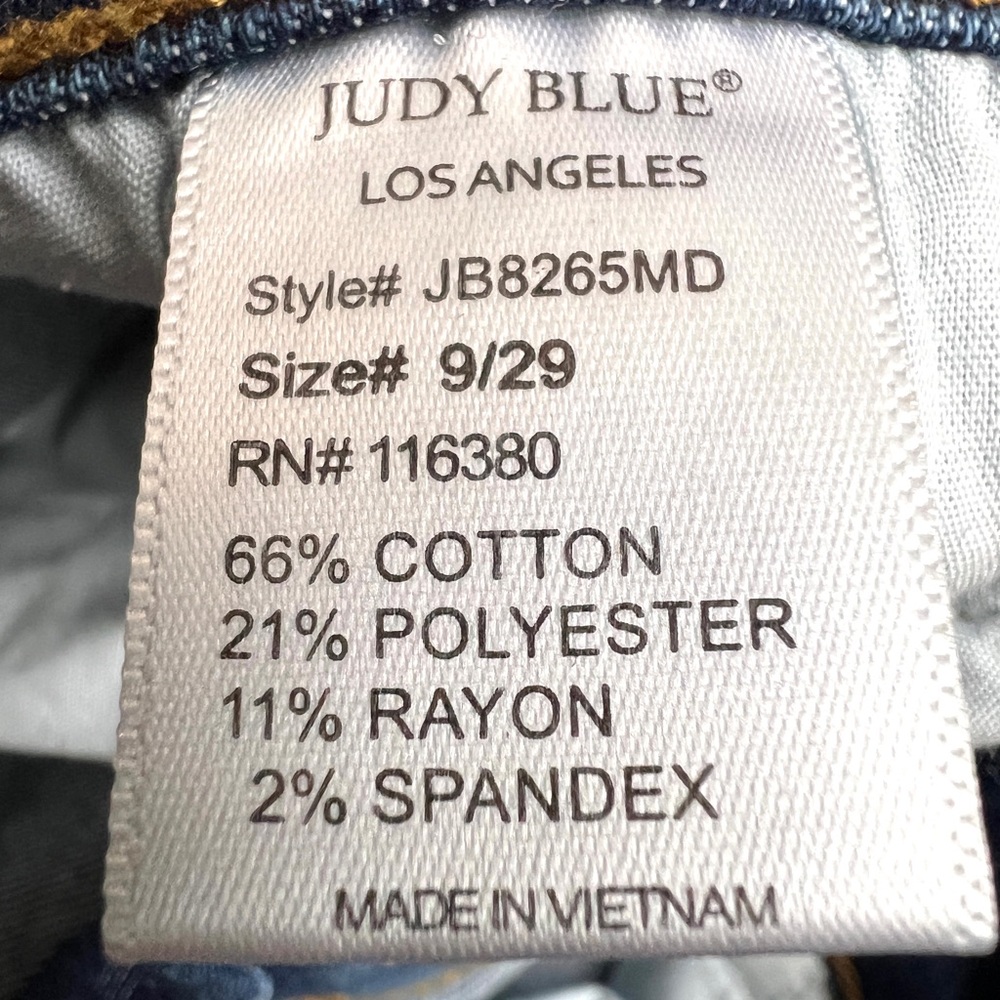 JUDY BLUE®
LOS ANGELES
Style# JB8265MD
Size# 9/29
RN# 116380
66% COTTON
21% POLYESTER
11% RAYON
2% SPANDEX
MADE IN VIETNAM